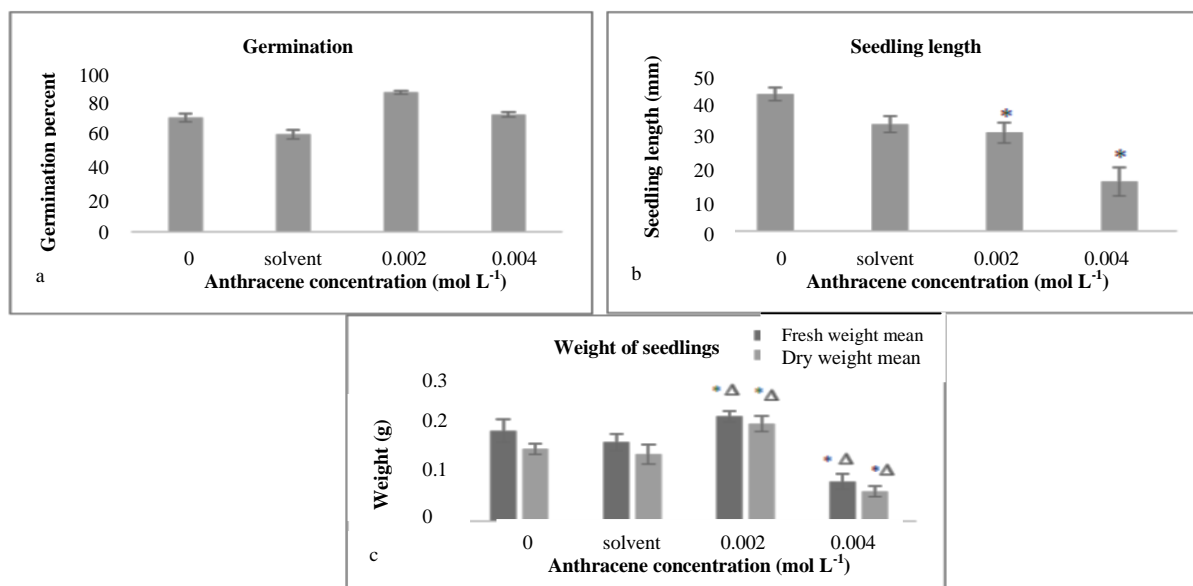 Germination
Germination percent
100
80
60
40
20
0
0 solvent 0.002 0.004
Anthracene concentration (mol L⁻¹)
a
Seedling length
Seedling length (mm)
50
40
30
20
10
0
* *
0 solvent 0.002 0.004
Anthracene concentration (mol L⁻¹)
b
Weight of seedlings
Fresh weight mean
Dry weight mean
Weight (g)
0.3
0.2
0.1
0
* Δ * Δ
* Δ * Δ
0 solvent 0.002 0.004
Anthracene concentration (mol L⁻¹)
c